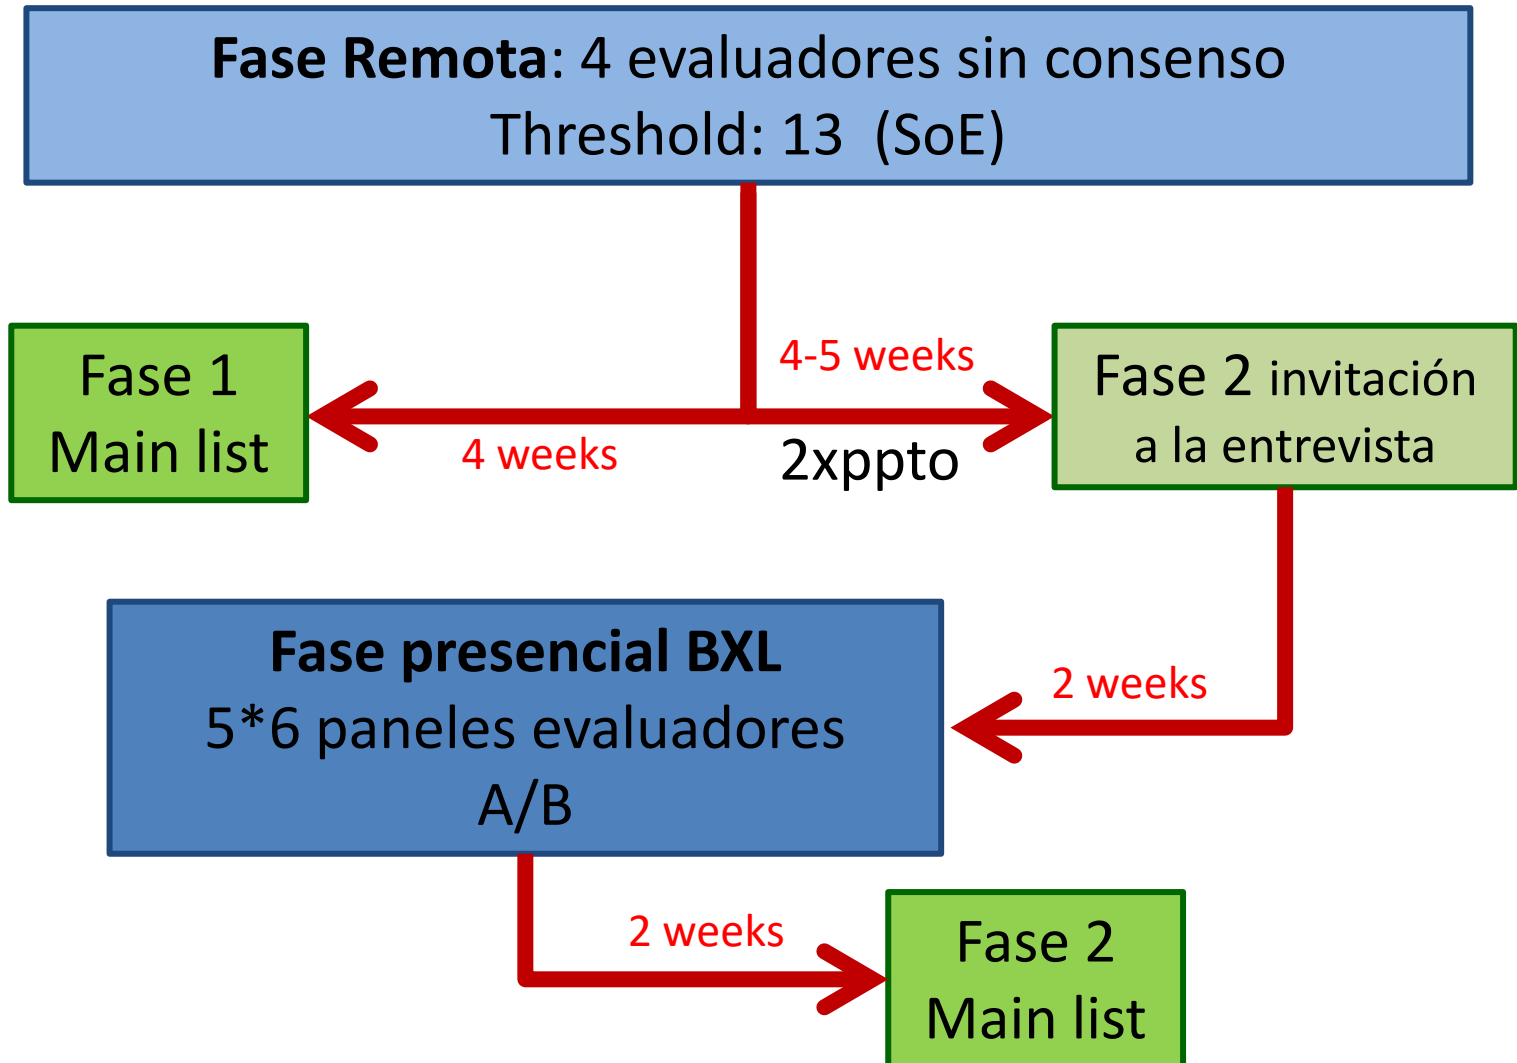 Fase Remota: 4 evaluadores sin consenso
Threshold: 13 (SoE)
Fase 1
Main list
4 weeks
4-5 weeks
2xppto
Fase 2 invitación
a la entrevista
2 weeks
Fase presencial BXL
5*6 paneles evaluadores
A/B
2 weeks
Fase 2
Main list